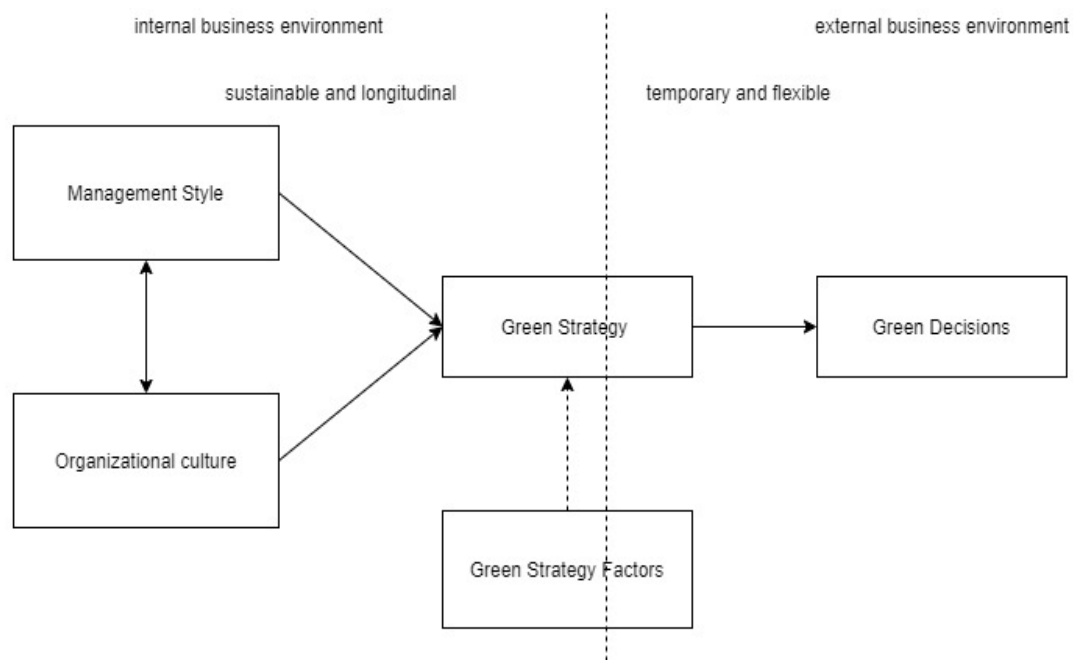 internal business environment
external business environment
sustainable and longitudinal
temporary and flexible
Management Style
Green Strategy
Green Decisions
Organizational culture
Green Strategy Factors